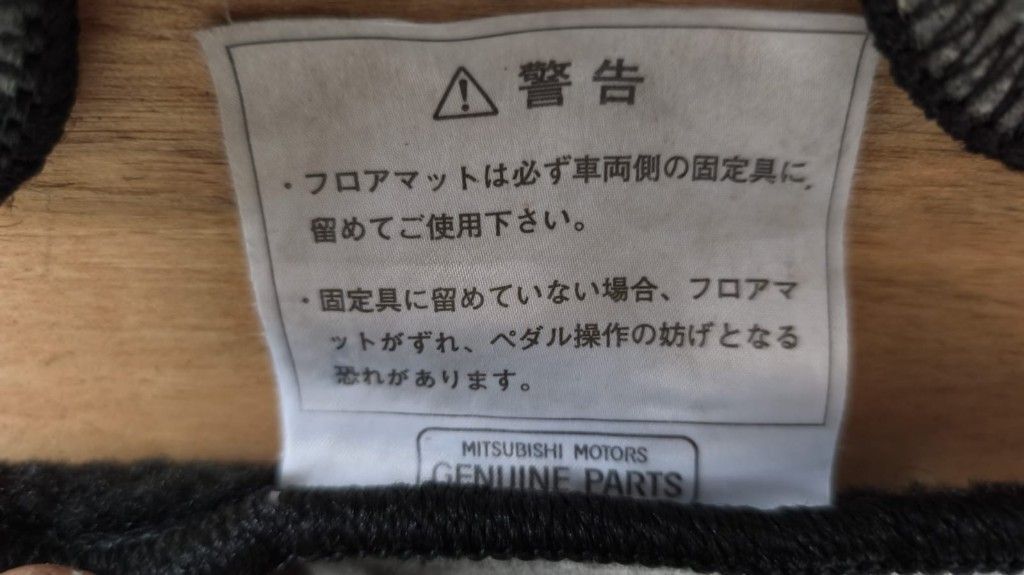 ⚠ 警告
・フロアマットは必ず車両側の固定具に
留めてご使用下さい。
・固定具に留めていない場合、フロアマ
ットがずれ、ペダル操作の妨げとなる
恐れがあります。
MITSUBISHI MOTORS
GENUINE PARTS